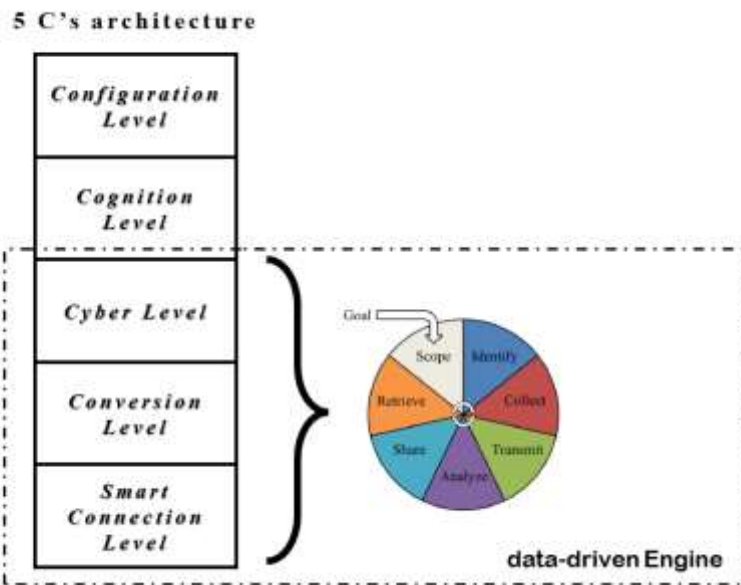 5 C's architecture
Configuration
Level
Cognition
Level
Cyber Level
Conversion
Level
Smart
Connection
Level
Goal
Scope
Identify
Retrieve
Collect
Share
Transmit
Analyze
data-driven Engine